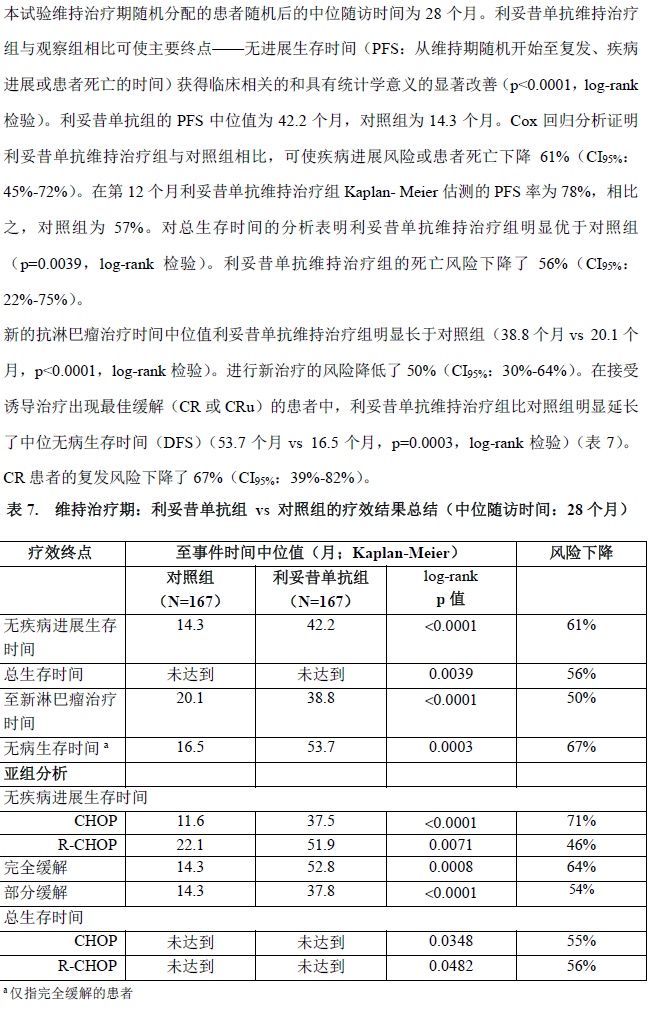 本试验维持治疗期随机分配的患者随机后的中位随访时间为 28 个月。利妥昔单抗维持治疗
组与观察组相比可使主要终点——无进展生存时间（PFS：从维持期随机开始至复发、疾病
进展或患者死亡的时间）获得临床相关的和具有统计学意义的显著改善（p<0.0001，log-rank
检验）。利妥昔单抗组的 PFS 中位值为 42.2 个月，对照组为 14.3 个月。Cox 回归分析证明
利妥昔单抗维持治疗组与对照组相比，可使疾病进展风险或患者死亡下降 61%（CI95%：
45%-72%）。在第 12 个月利妥昔单抗维持治疗组 Kaplan- Meier 估测的 PFS 率为 78%，相比
之，对照组为 57%。对总生存时间的分析表明利妥昔单抗维持治疗组明显优于对照组
（p=0.0039，log-rank 检验）。利妥昔单抗维持治疗组的死亡风险下降了 56%（CI95%：
22%-75%）。
新的抗淋巴瘤治疗时间中位值利妥昔单抗维持治疗组明显长于对照组（38.8 个月 vs 20.1 个
月，p<0.0001，log-rank 检验）。进行新治疗的风险降低了 50%（CI95%：30%-64%）。在接受
诱导治疗出现最佳缓解（CR 或 CRu）的患者中，利妥昔单抗维持治疗组比对照组明显延长
了中位无病生存时间（DFS）（53.7 个月 vs 16.5 个月，p=0.0003，log-rank 检验）（表 7）。
CR 患者的复发风险下降了 67%（CI95%：39%-82%）。
表 7. 维持治疗期：利妥昔单抗组 vs 对照组的疗效结果总结（中位随访时间：28 个月）
疗效终点 至事件时间中位值（月；Kaplan-Meier） 风险下降
对照组 利妥昔单抗组 log-rank
（N=167） （N=167） p 值
无疾病进展生存 14.3 42.2 <0.0001 61%
时间
总生存时间 未达到 未达到 0.0039 56%
至新淋巴瘤治疗 20.1 38.8 <0.0001 50%
时间
无病生存时间 a 16.5 53.7 0.0003 67%
亚组分析
无疾病进展生存时间
CHOP 11.6 37.5 <0.0001 71%
R-CHOP 22.1 51.9 0.0071 46%
完全缓解 14.3 52.8 0.0008 64%
部分缓解 14.3 37.8 <0.0001 54%
总生存时间
CHOP 未达到 未达到 0.0348 55%
R-CHOP 未达到 未达到 0.0482 56%
a 仅指完全缓解的患者